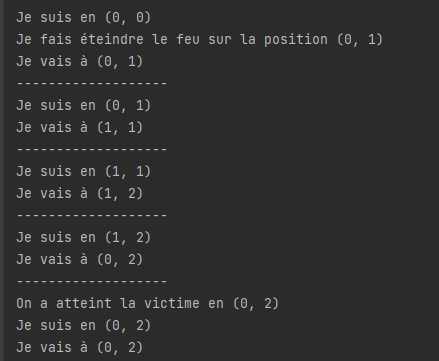 Je suis en (0, 0)
Je fais éteindre le feu sur la position (0, 1)
Je vais à (0, 1)
-------------------
Je suis en (0, 1)
Je vais à (1, 1)
-------------------
Je suis en (1, 1)
Je vais à (1, 2)
-------------------
Je suis en (1, 2)
Je vais à (0, 2)
-------------------
On a atteint la victime en (0, 2)
Je suis en (0, 2)
Je vais à (0, 2)